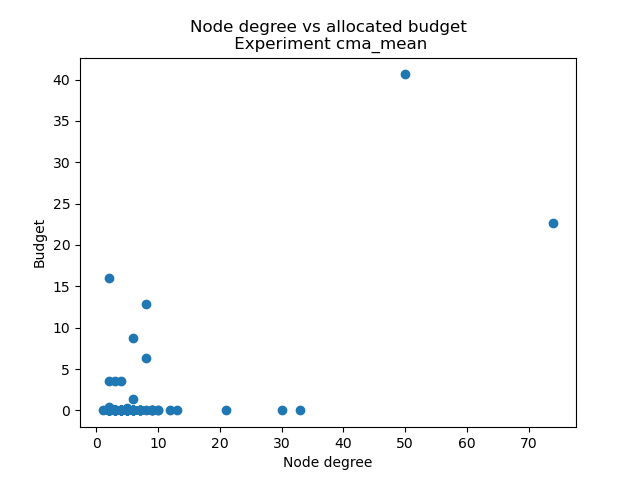 Node degree vs allocated budget
Experiment cma_mean
40
35
30
25
20
15
10
5
0
Budget
0 10 20 30 40 50 60 70
Node degree